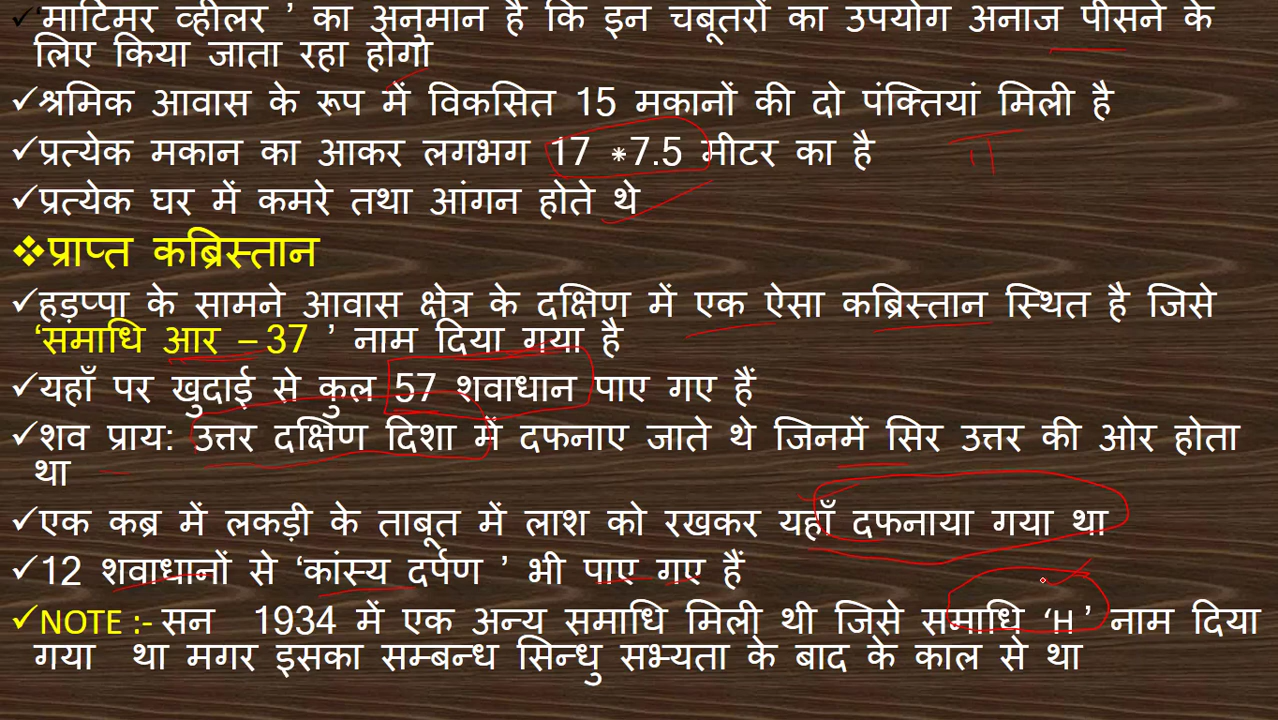 ✓‘मार्टिमर व्हीलर ’ का अनुमान है कि इन चबूतरों का उपयोग अनाज पीसने के
लिए किया जाता रहा होगा
✓श्रमिक आवास के रूप में विकसित 15 मकानों की दो पंक्तियां मिली है
✓प्रत्येक मकान का आकर लगभग 17 *7.5 मीटर का है
✓प्रत्येक घर में कमरे तथा आंगन होते थे
❖प्राप्त कब्रिस्तान
✓हड़प्पा के सामने आवास क्षेत्र के दक्षिण में एक ऐसा कब्रिस्तान स्थित है जिसे
‘समाधि आर – 37 ’ नाम दिया गया है
✓यहाँ पर खुदाई से कुल 57 शवाधान पाए गए हैं
✓शव प्राय: उत्तर दक्षिण दिशा में दफनाए जाते थे जिनमें सिर उत्तर की ओर होता
था
✓एक कब्र में लकड़ी के ताबूत में लाश को रखकर यहाँ दफनाया गया था
✓12 शवाधानों से ‘कांस्य दर्पण ’ भी पाए गए हैं
✓NOTE :- सन 1934 में एक अन्य समाधि मिली थी जिसे समाधि ‘H ’ नाम दिया
गया था मगर इसका सम्बन्ध सिन्धु सभ्यता के बाद के काल से था